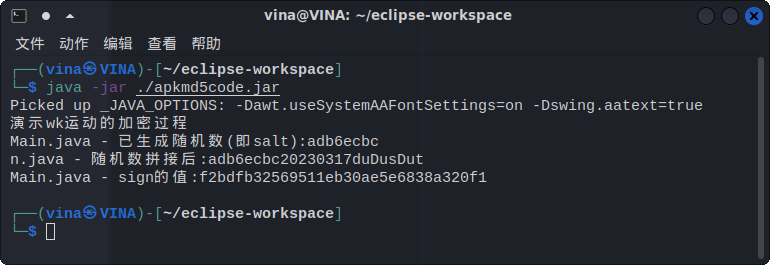 vina@VINA: ~/eclipse-workspace
文件 动作 编辑 查看 帮助
┌──(vina㉿VINA)-[~/eclipse-workspace]
└─$ java -jar ./apkmd5code.jar
Picked up _JAVA_OPTIONS: -Dawt.useSystemAAFontSettings=on -Dswing.aatext=true
演示wk运动的加密过程
Main.java - 已生成随机数(即salt):adb6ecbc
n.java - 随机数拼接后:adb6ecbc20230317duDusDut
Main.java - sign的值:f2bdfb32569511eb30ae5e6838a320f1
┌──(vina㉿VINA)-[~/eclipse-workspace]
└─$